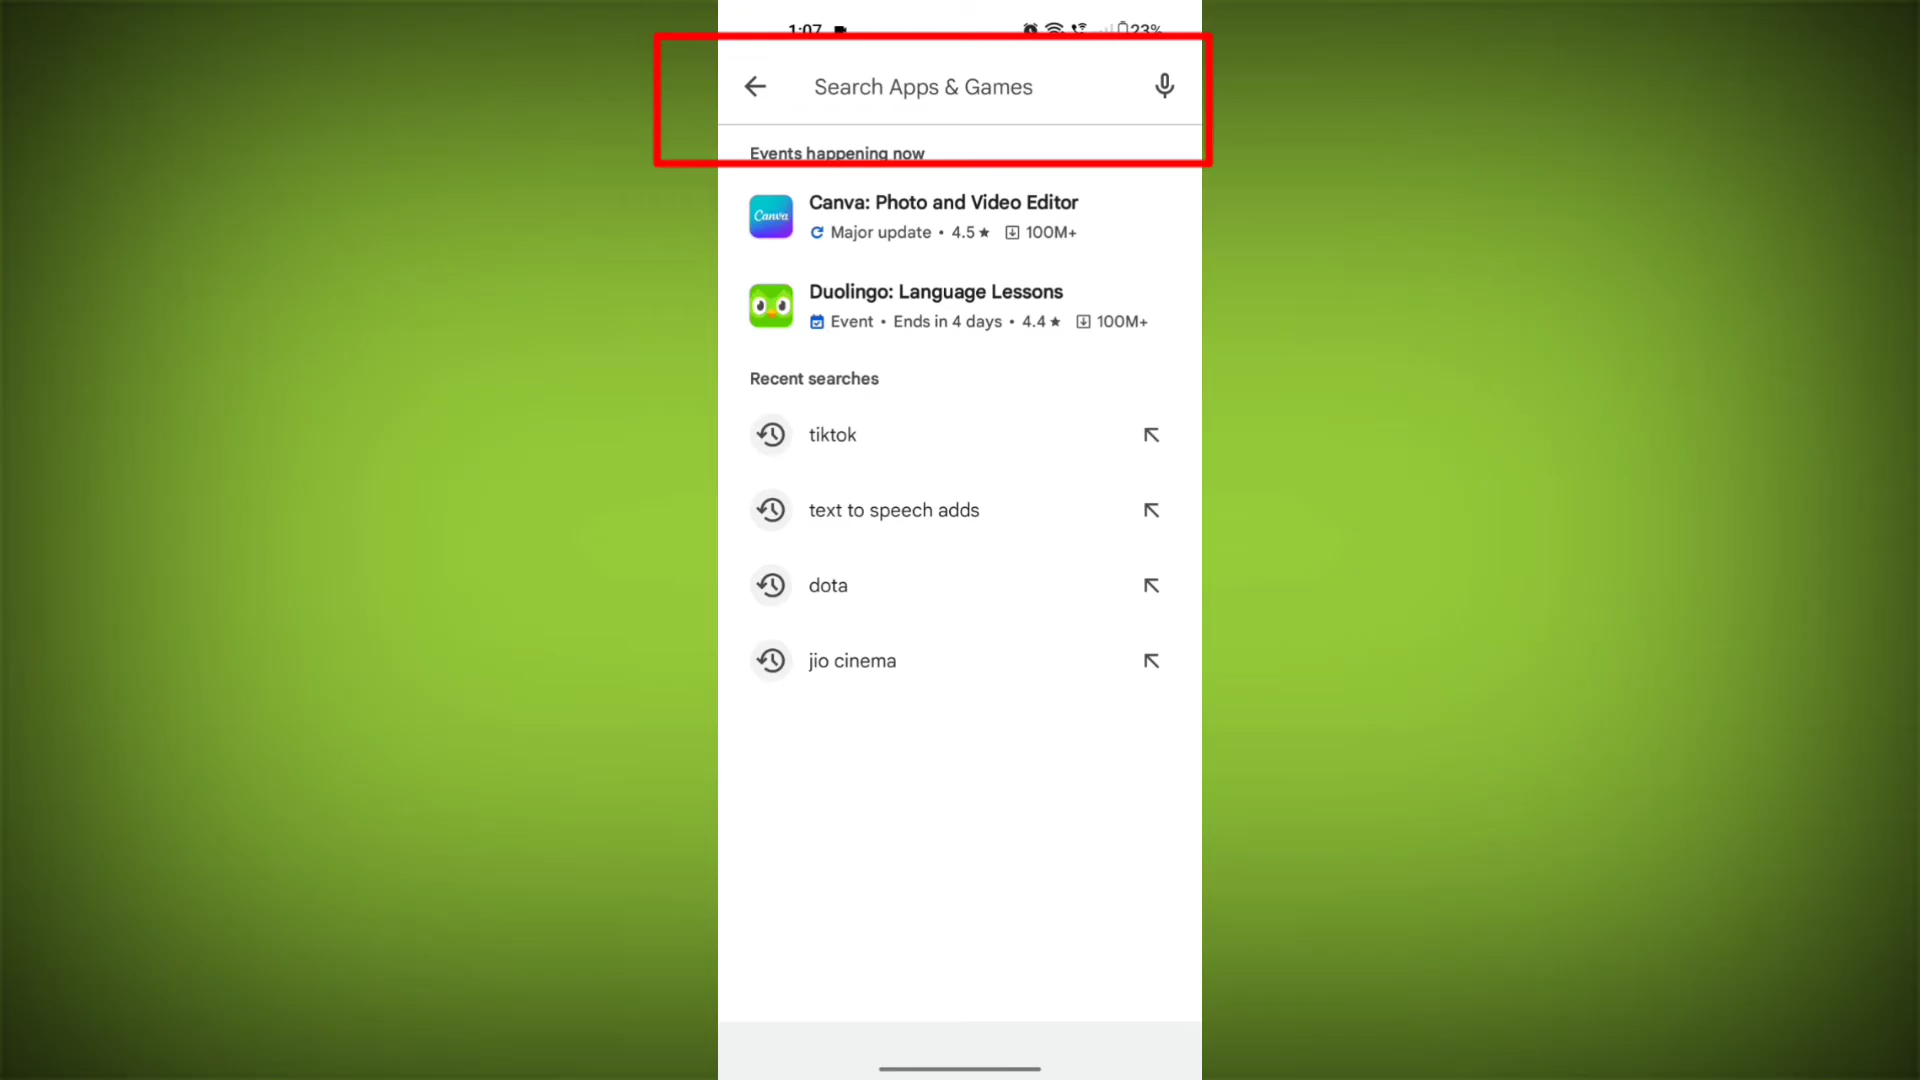 1:07 23%
Search Apps & Games
Events happening now
Canva
Canva: Photo and Video Editor
Major update • 4.5 ★ 100M+
Duolingo: Language Lessons
Event • Ends in 4 days • 4.4 ★ 100M+
Recent searches
tiktok
text to speech adds
dota
jio cinema